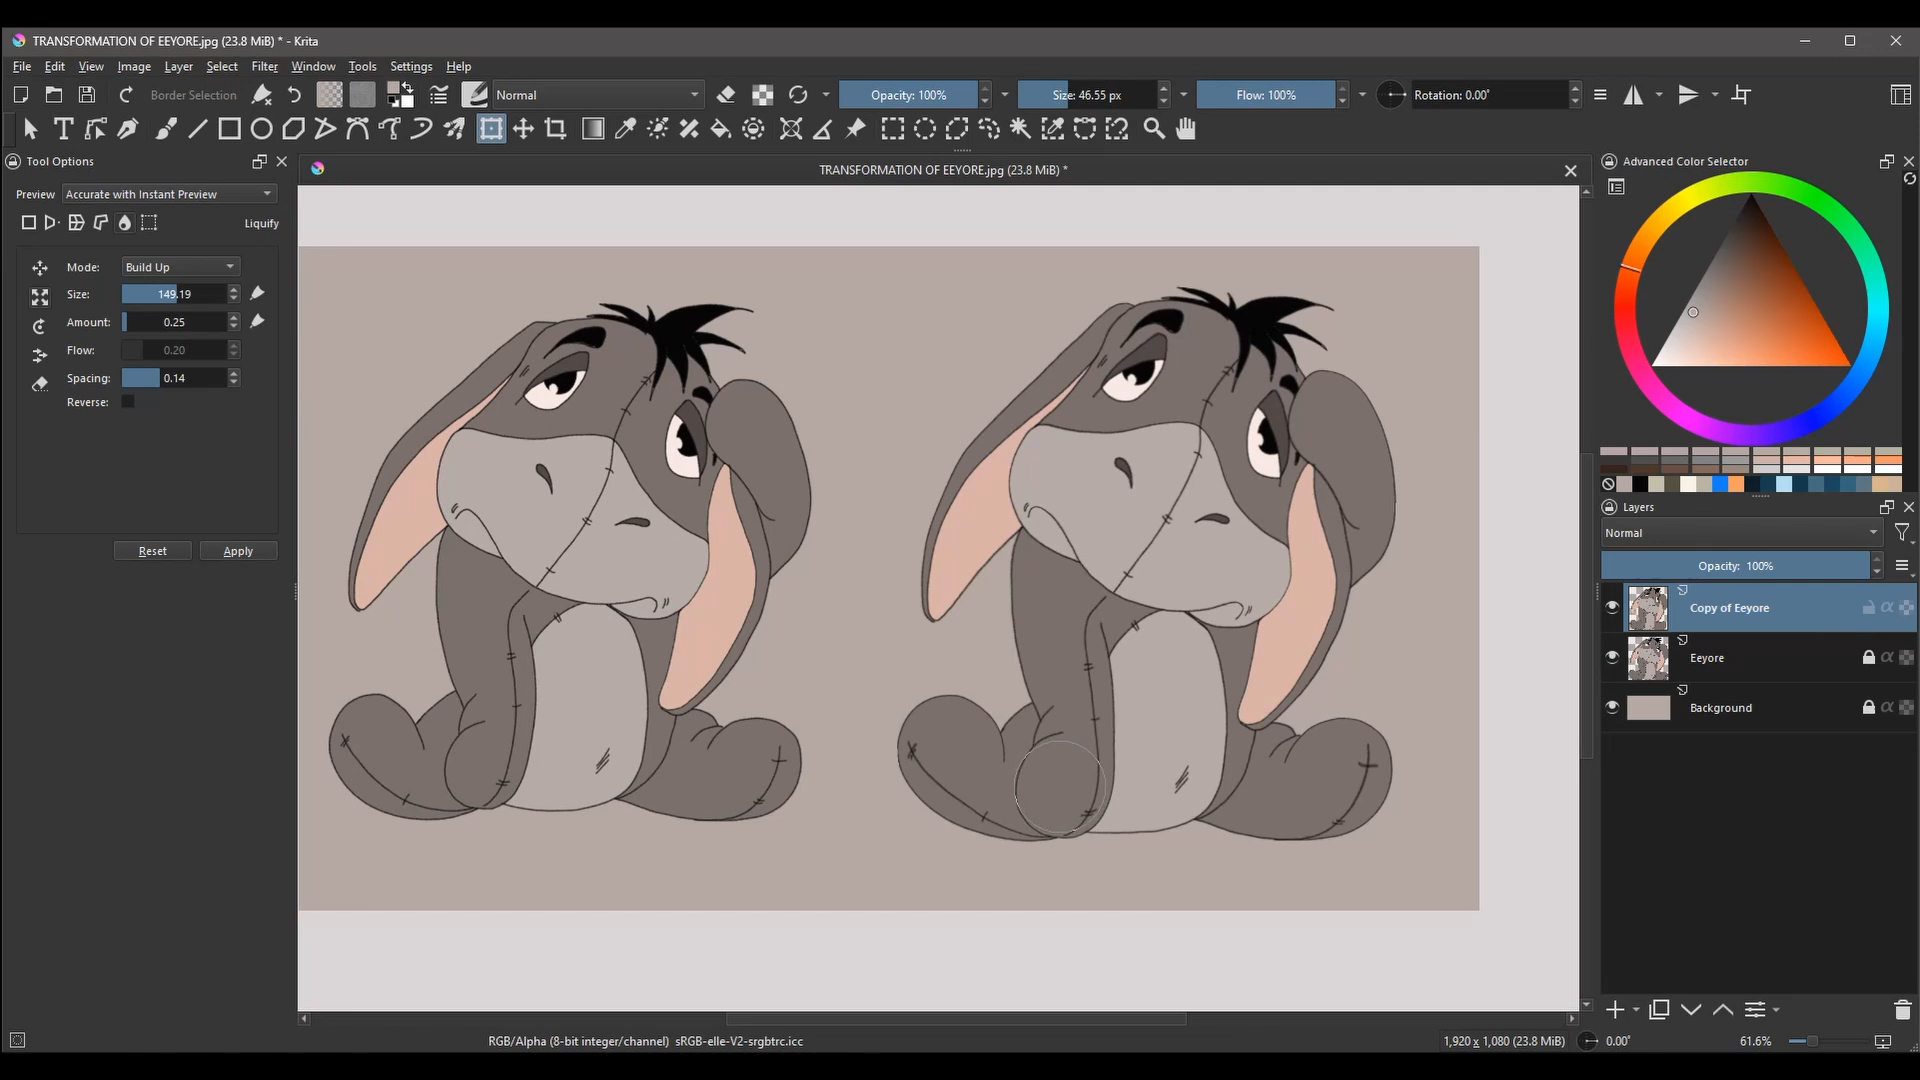 TRANSFORMATION OF EEYORE.jpg (23.8 MiB) * - Krita
File Edit View Image Layer Select Filter Window Tools Settings Help
Border Selection Normal Opacity: 100% Size: 46.55 px Flow: 100% Rotation: 0.00°
Tool Options
TRANSFORMATION OF EEYORE.jpg (23.8 MiB) *
Advanced Color Selector
Preview Accurate with Instant Preview
Liquify
Mode: Build Up
Size: 149.19
Amount: 0.25
Flow: 0.20
Spacing: 0.14
Reverse:
Reset Apply
Layers
Normal
Opacity: 100%
Copy of Eeyore
Eeyore
Background
RGB/Alpha (8-bit integer/channel) sRGB-elle-V2-srgbtrc.icc
1,920 x 1,080 (23.8 MiB) 0.00° 61.6%